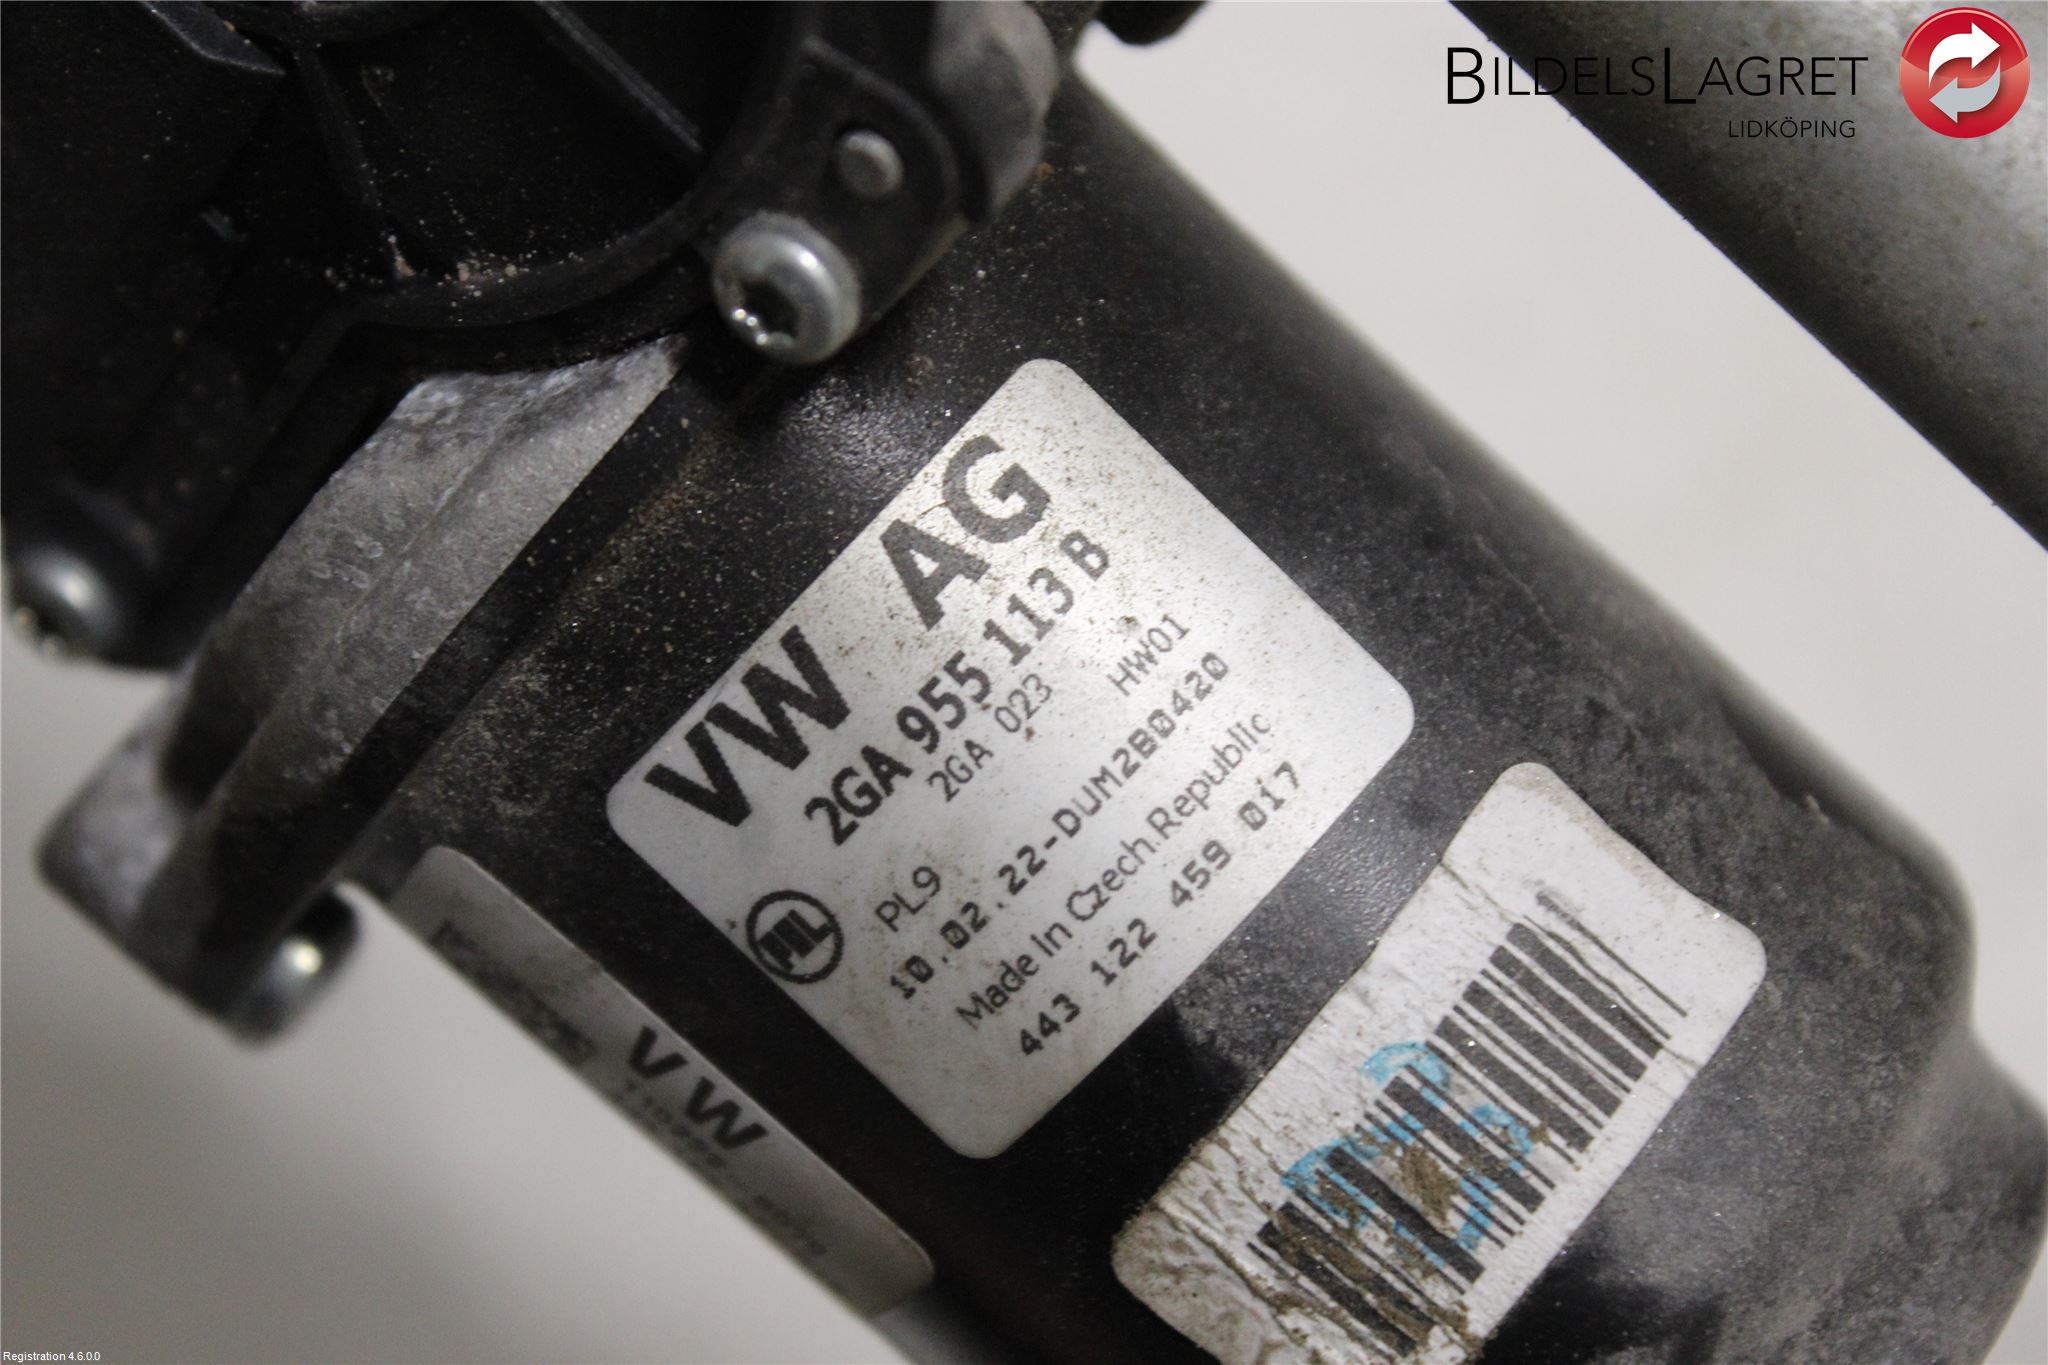 BILDELSLAGRET
LIDKÖPING
VW AG
2GA 955 113 B
2GA 023 HW01
PAL PL9
10.02.22-DUM2B0420
Made In Czech Republic
443 122 459 017
VW
Registration 4.6.0.0